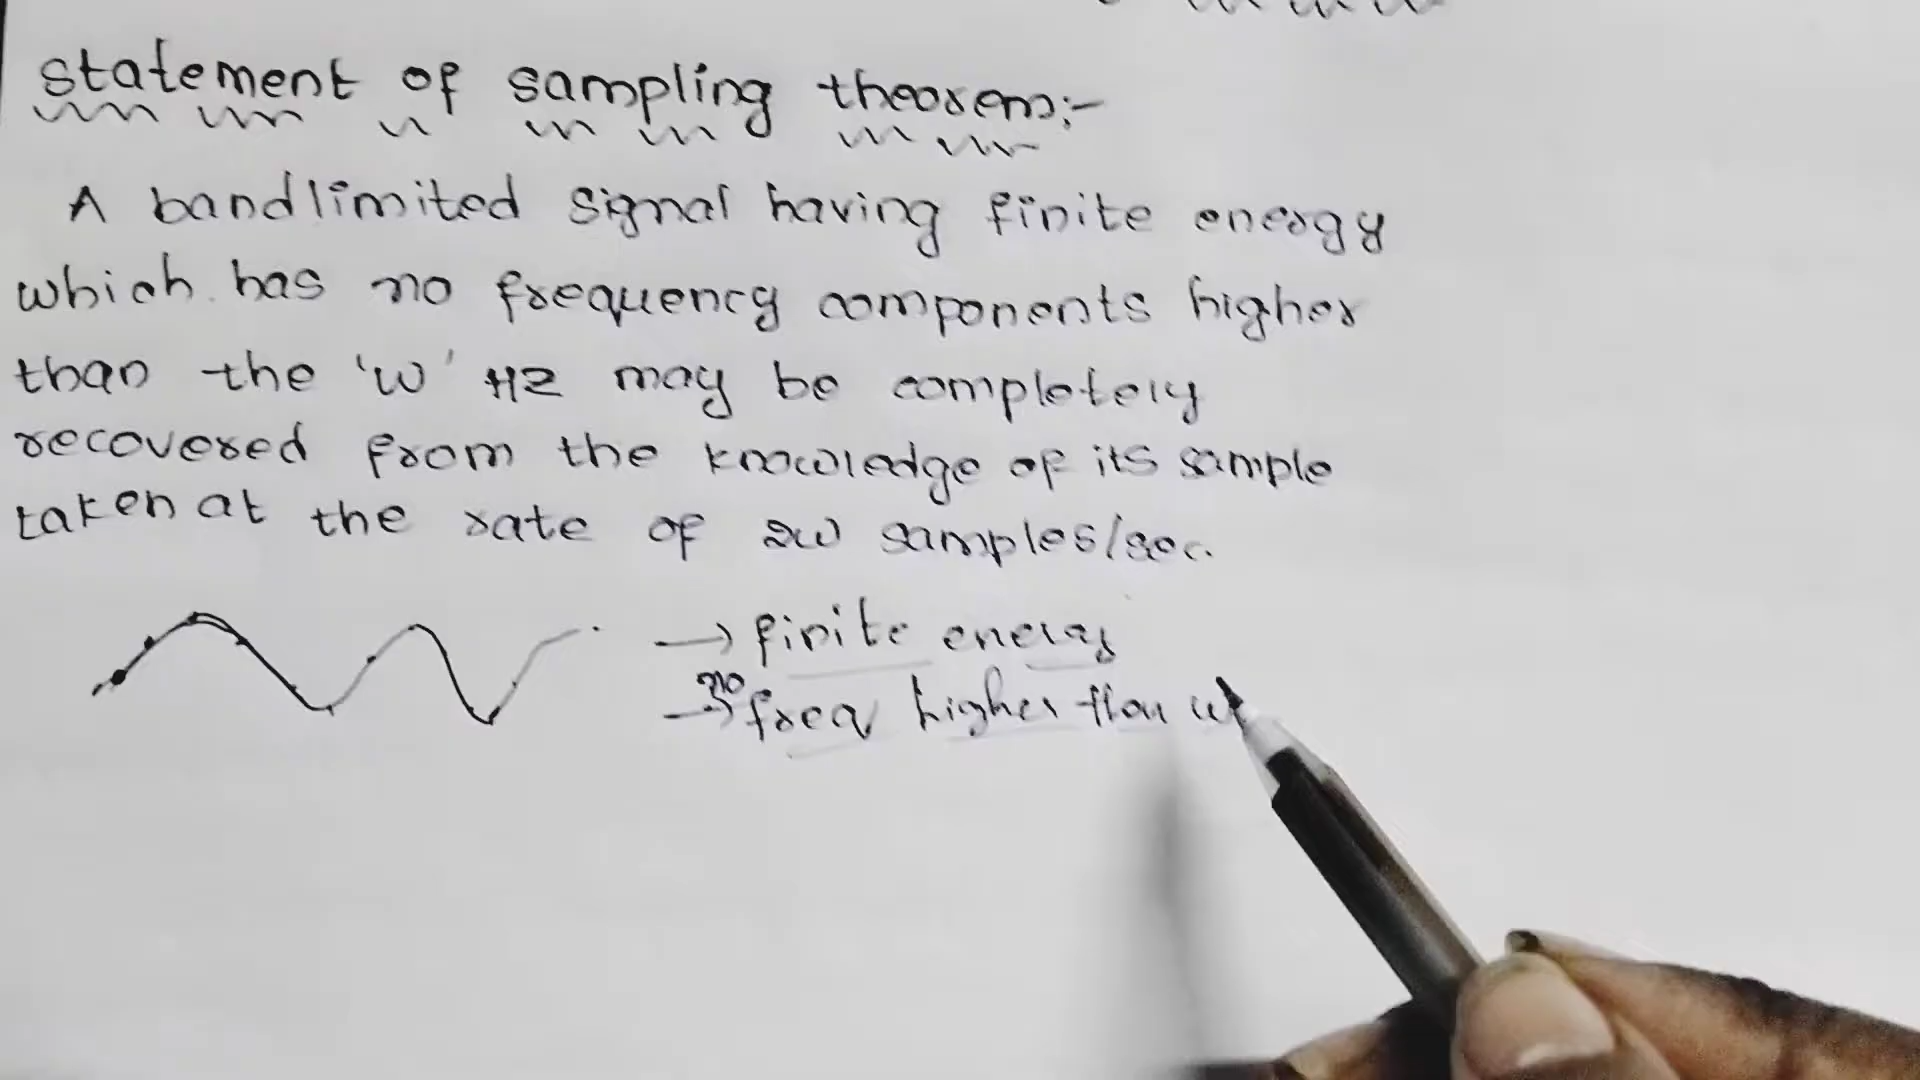 statement of sampling theorem:-
A bandlimited signal having finite energy
which has no frequency components higher
than the 'w' HZ may be completely
recovered from the knowledge of its sample
taken at the rate of 2w samples/sec.
→ finite energy
no
→ freq higher than w